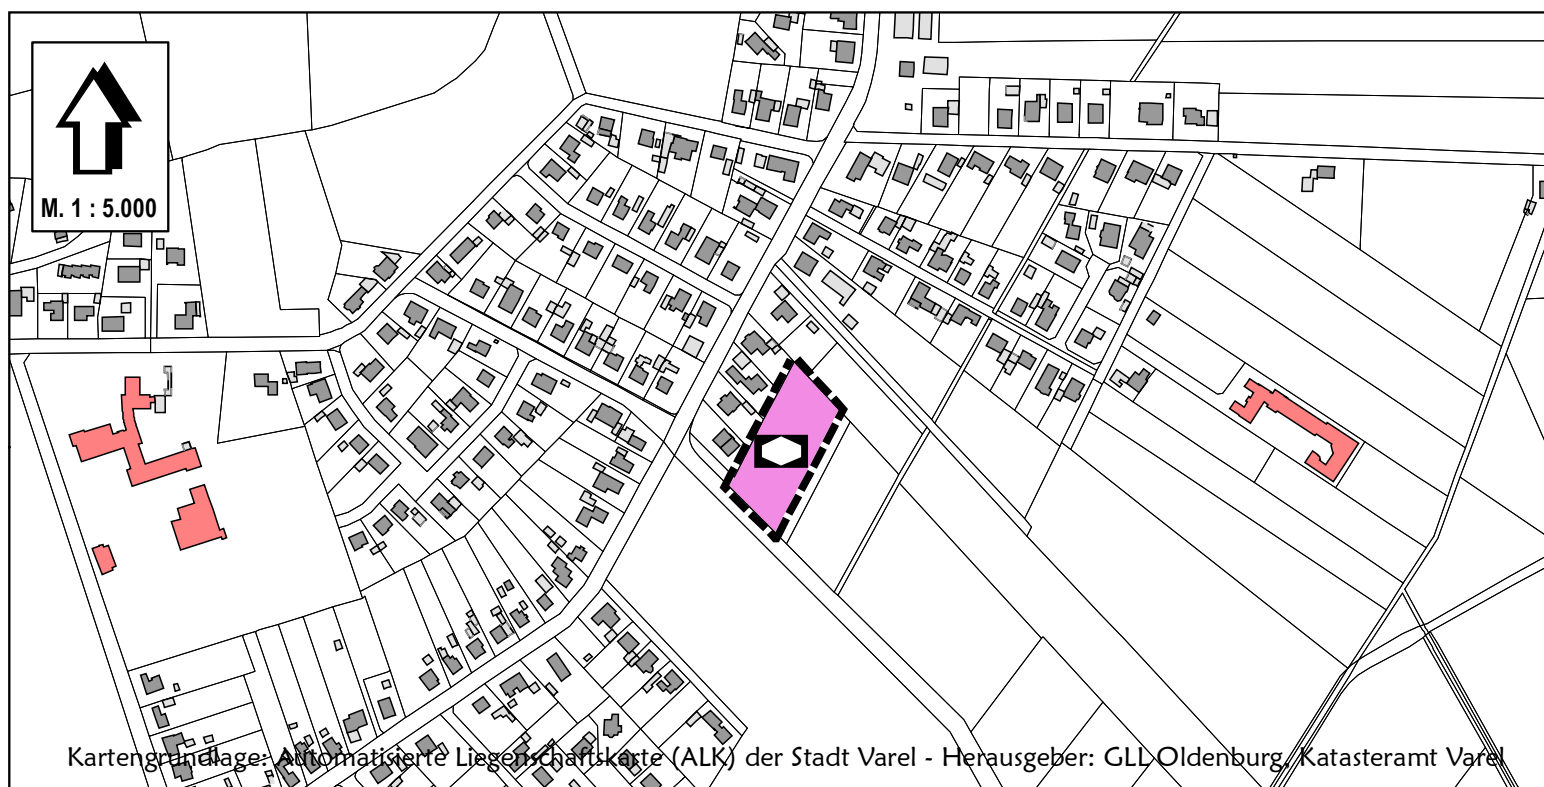 M. 1 : 5.000
Kartengrundlage: Automatisierte Liegenschaftskarte (ALK) der Stadt Varel - Herausgeber: GLL Oldenburg, Katasteramt Varel